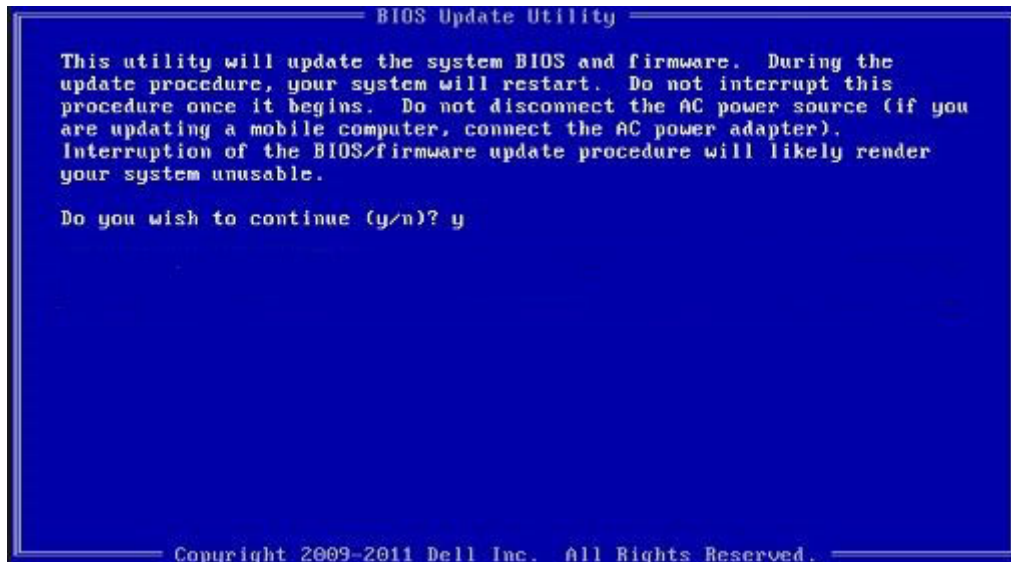 BIOS Update Utility
This utility will update the system BIOS and firmware. During the
update procedure, your system will restart. Do not interrupt this
procedure once it begins. Do not disconnect the AC power source (if you
are updating a mobile computer, connect the AC power adapter).
Interruption of the BIOS/firmware update procedure will likely render
your system unusable.
Do you wish to continue (y/n)? y
Copyright 2009-2011 Dell Inc. All Rights Reserved.